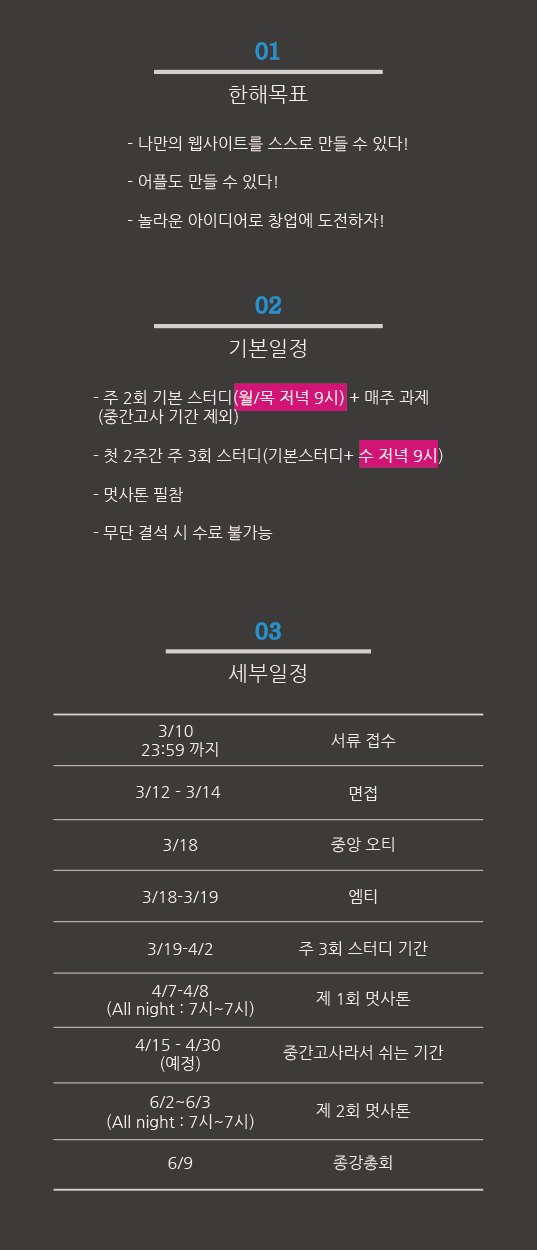 01
한해목표
- 나만의 웹사이트를 스스로 만들 수 있다!
- 어플도 만들 수 있다!
- 놀라운 아이디어로 창업에 도전하자!
02
기본일정
- 주 2회 기본 스터디(월/목 저녁 9시) + 매주 과제
(중간고사 기간 제외)
- 첫 2주간 주 3회 스터디(기본스터디+ 수 저녁 9시)
- 멋사톤 필참
- 무단 결석 시 수료 불가능
03
세부일정
3/10
23:59 까지
서류 접수
3/12 - 3/14
면접
3/18
중앙 오티
3/18-3/19
엠티
3/19-4/2
주 3회 스터디 기간
4/7-4/8
(All night : 7시~7시)
제 1회 멋사톤
4/15 - 4/30
(예정)
중간고사라서 쉬는 기간
6/2~6/3
(All night : 7시~7시)
제 2회 멋사톤
6/9
종강총회